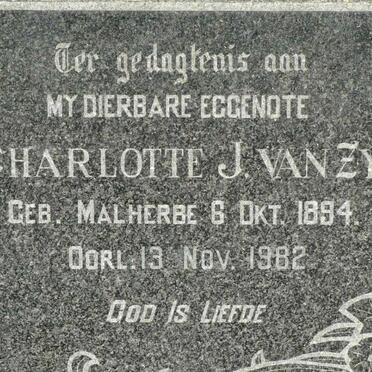 Ter gedagtenis aan
MY DIERBARE EGGENOTE
CHARLOTTE J. VAN ZY
GEB. MALHERBE 6 OKT. 1894.
OORL. 13 NOV. 1982
GOD IS LIEFDE